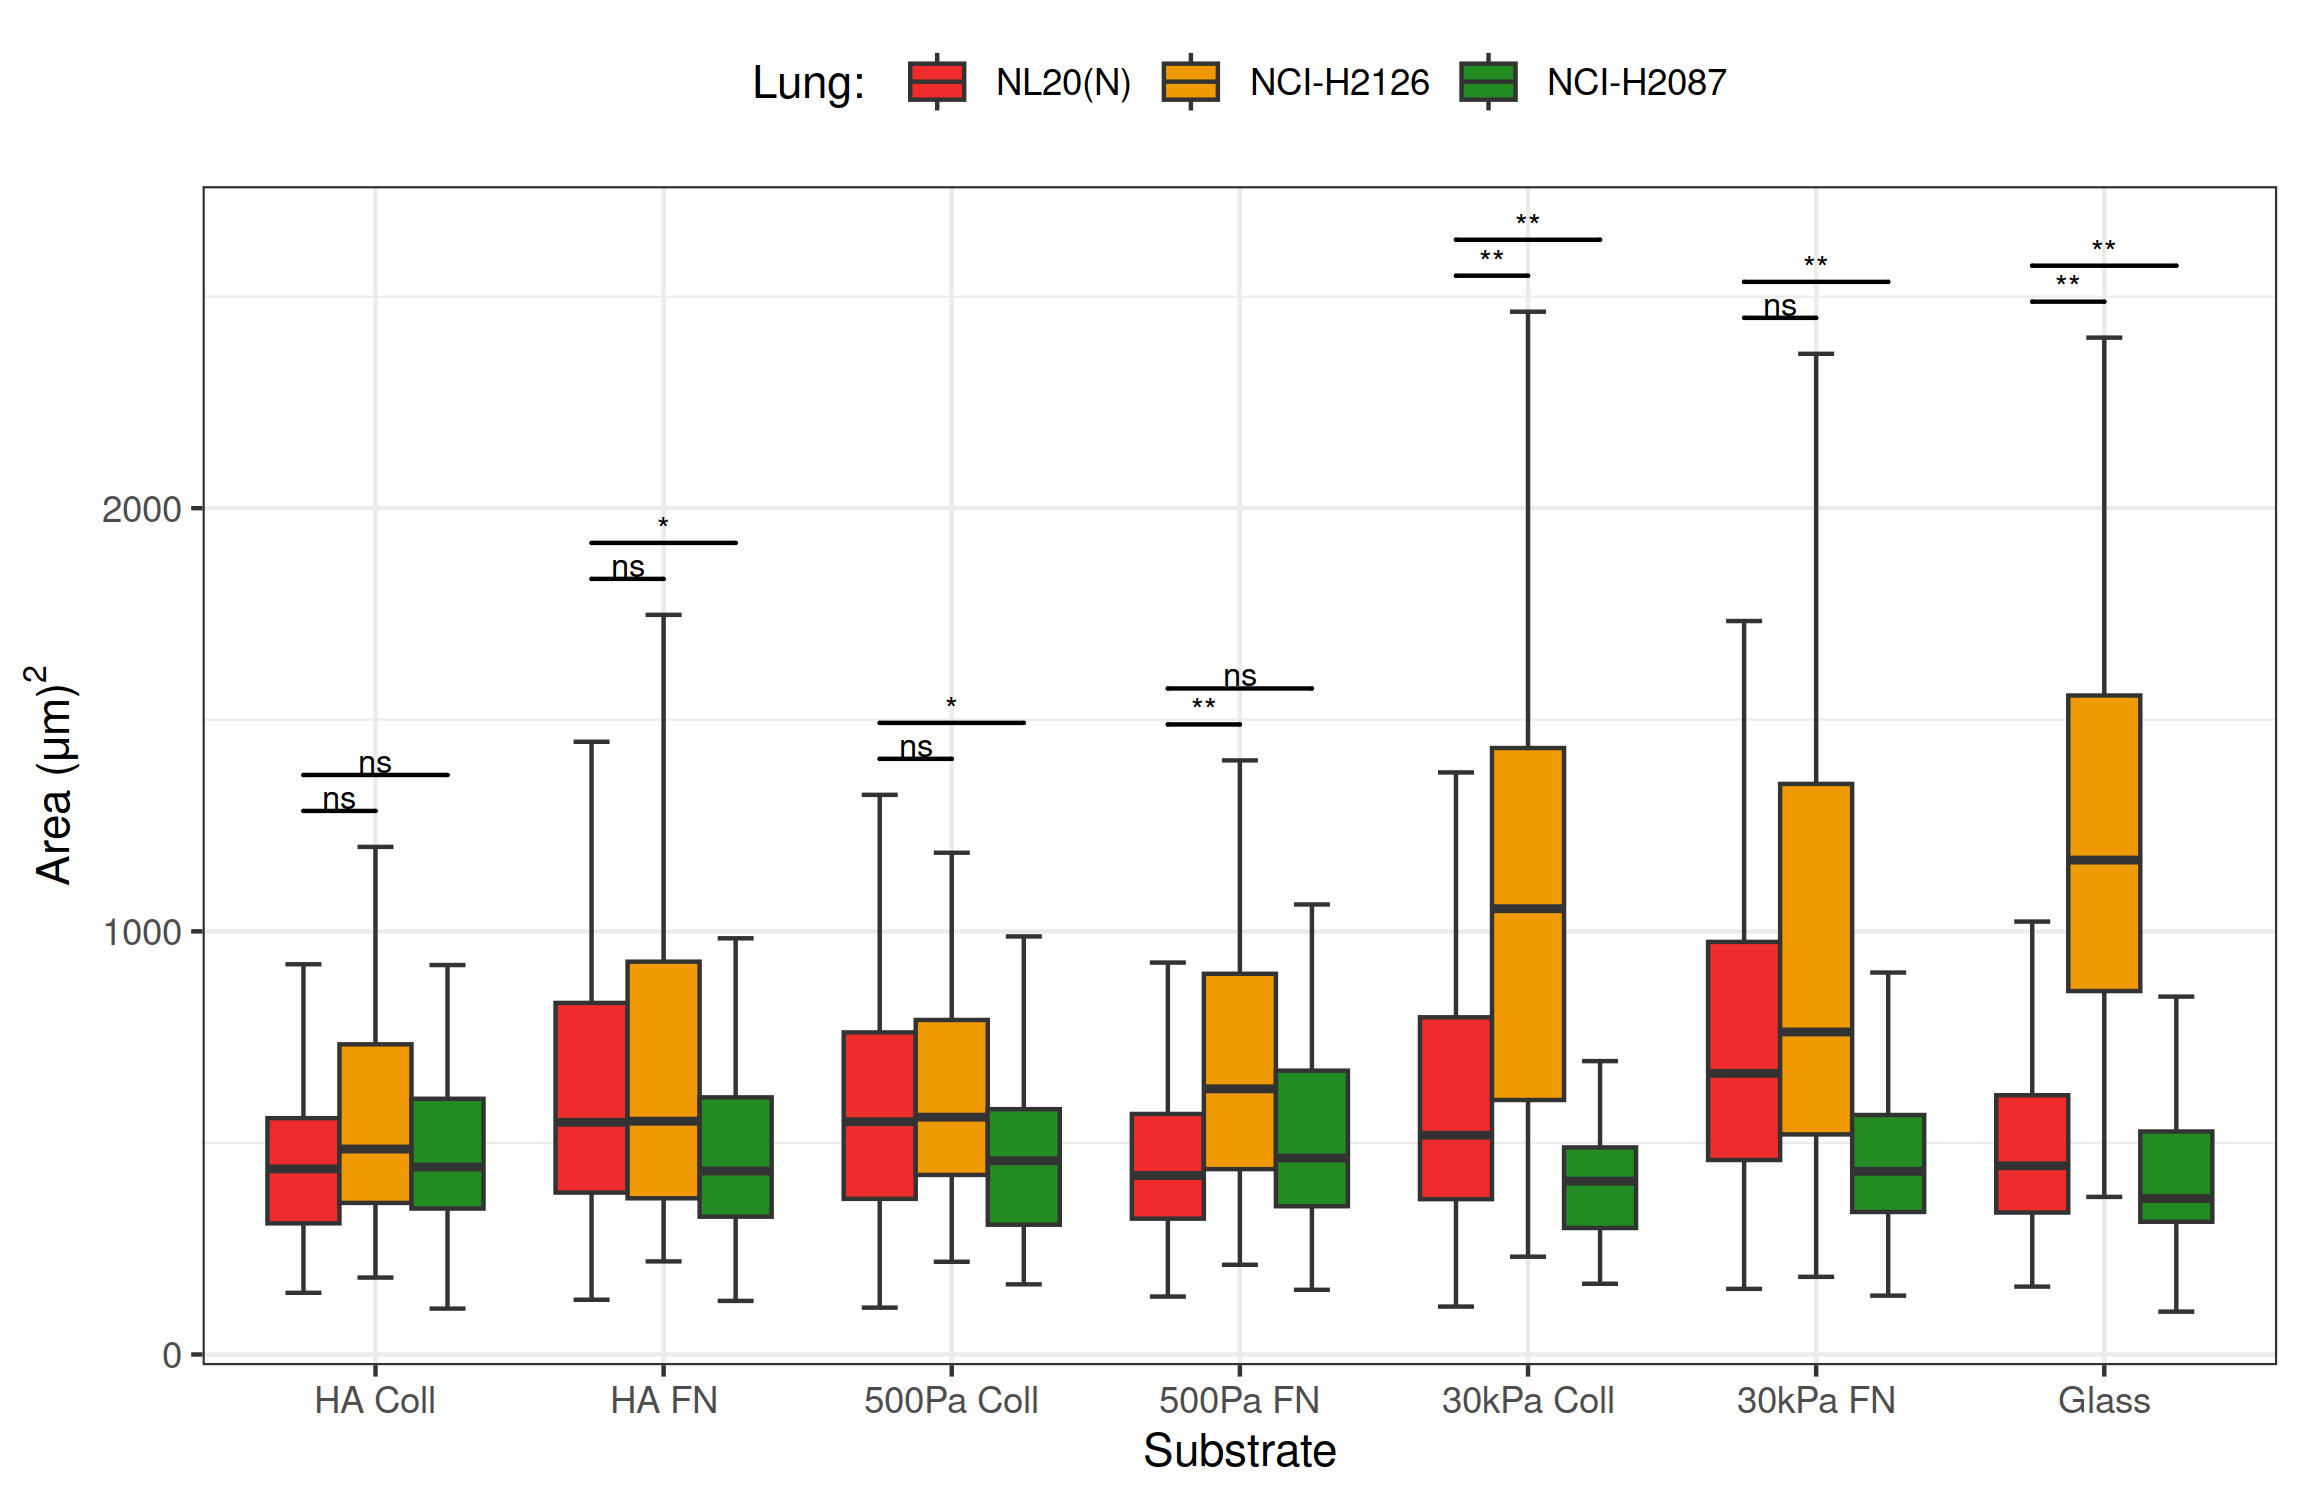 Lung: NL20(N) NCI-H2126 NCI-H2087
** 
** **
** **
ns
2000
*
ns
ns
*
**
ns
ns
ns
1000
0
HA Coll HA FN 500Pa Coll 500Pa FN 30kPa Coll 30kPa FN Glass
Substrate
Area (μm)²